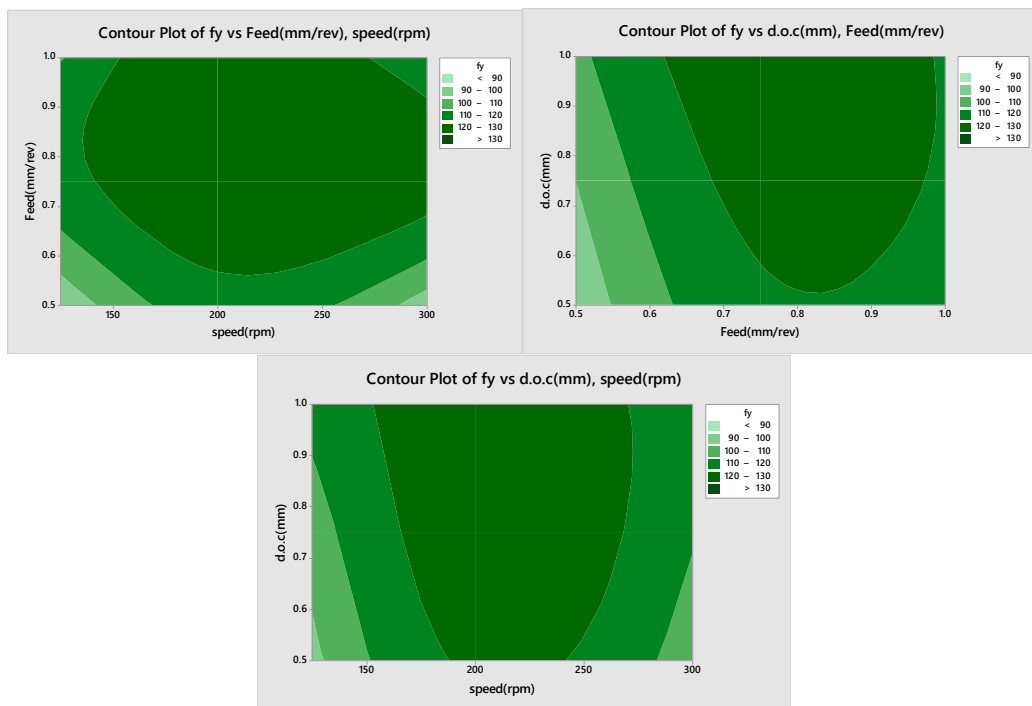 Contour Plot of fy vs Feed(mm/rev), speed(rpm)
Feed(mm/rev)
1.0
0.9
0.8
0.7
0.6
0.5
150
200
250
300
speed(rpm)
fy
< 90
90 – 100
100 – 110
110 – 120
120 – 130
> 130
Contour Plot of fy vs d.o.c(mm), Feed(mm/rev)
d.o.c(mm)
1.0
0.9
0.8
0.7
0.6
0.5
0.5
0.6
0.7
0.8
0.9
1.0
Feed(mm/rev)
fy
< 90
90 – 100
100 – 110
110 – 120
120 – 130
> 130
Contour Plot of fy vs d.o.c(mm), speed(rpm)
d.o.c(mm)
1.0
0.9
0.8
0.7
0.6
0.5
150
200
250
300
speed(rpm)
fy
< 90
90 – 100
100 – 110
110 – 120
120 – 130
> 130